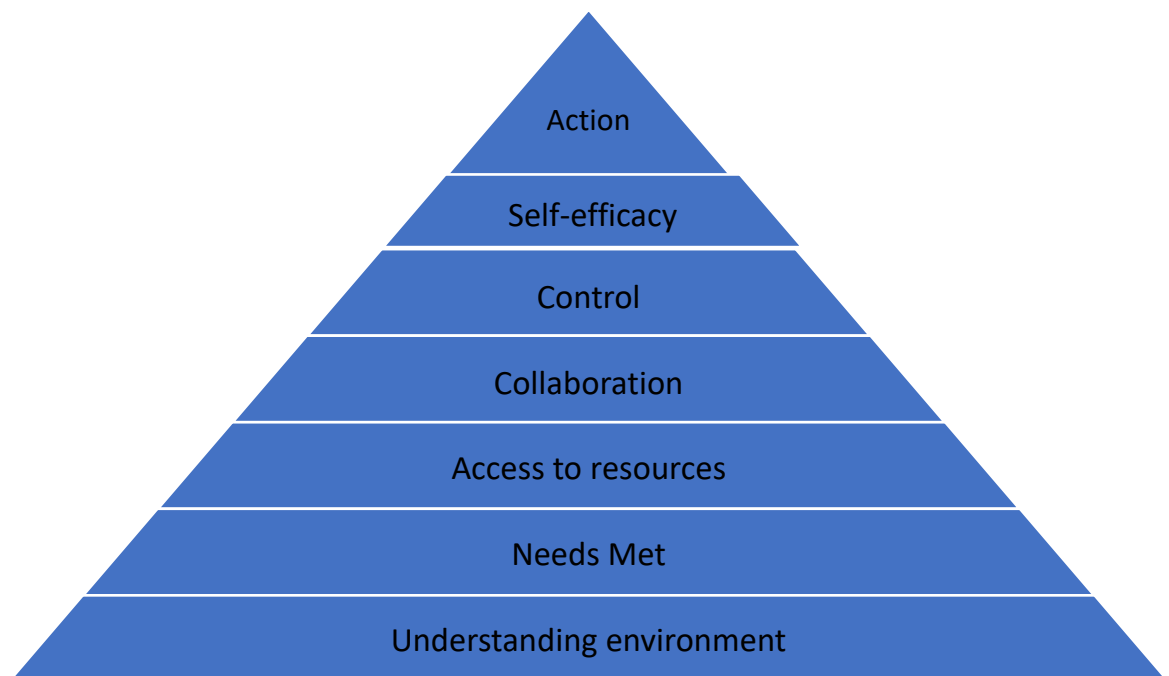 Action
Self-efficacy
Control
Collaboration
Access to resources
Needs Met
Understanding environment